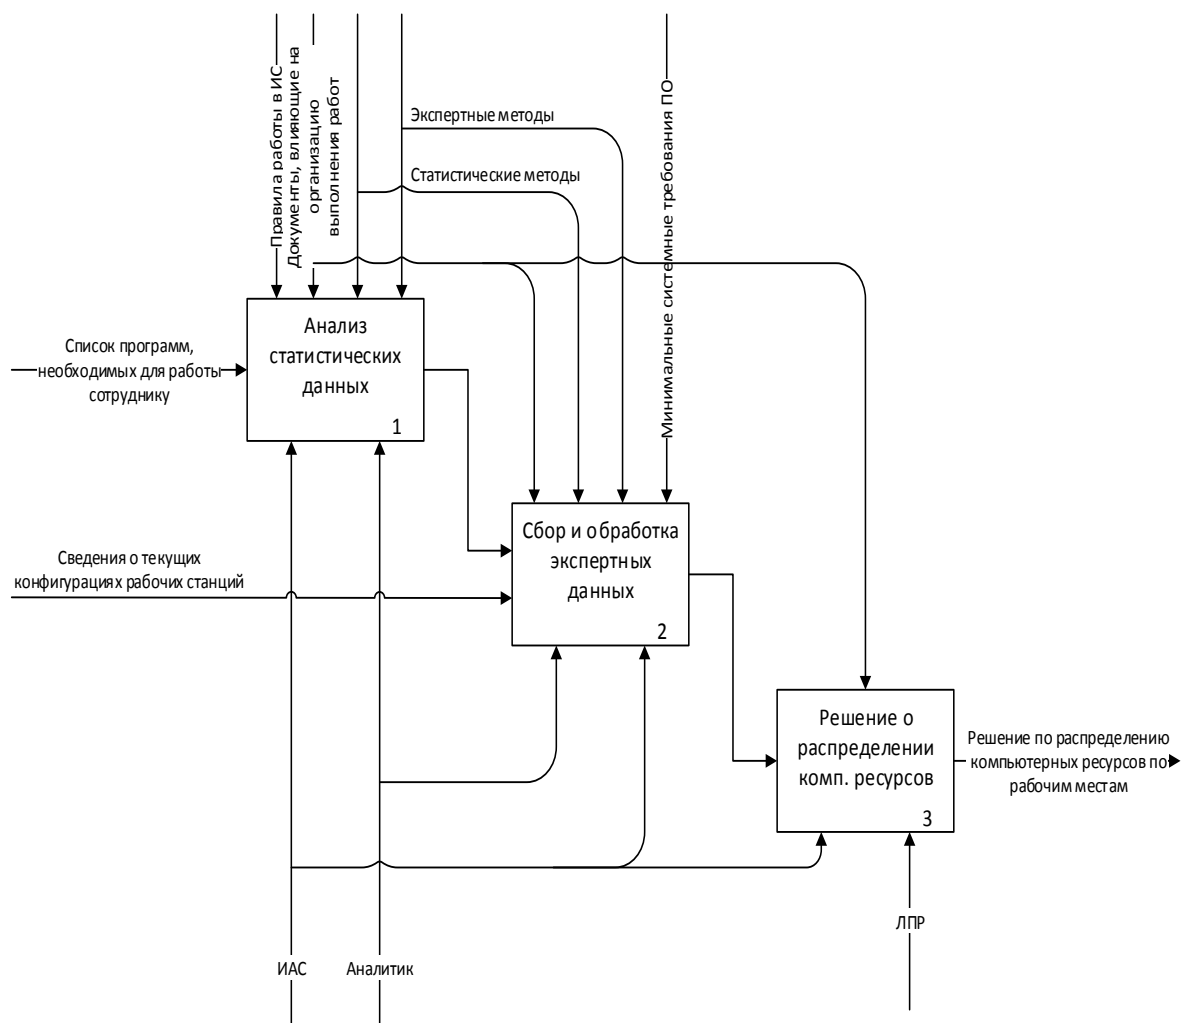 Правила работы в ИС
Документы, влияющие на
организацию
выполнения работ
Экспертные методы
Статистические методы
Минимальные системные требования ПО
Анализ
статистических
данных
1
Список программ,
необходимых для работы
сотруднику
Сбор и обработка
экспертных
данных
2
Сведения о текущих
конфигурациях рабочих станций
Решение о
распределении
комп. ресурсов
3
Решение по распределению
компьютерных ресурсов по
рабочим местам
ЛПР
ИАС
Аналитик